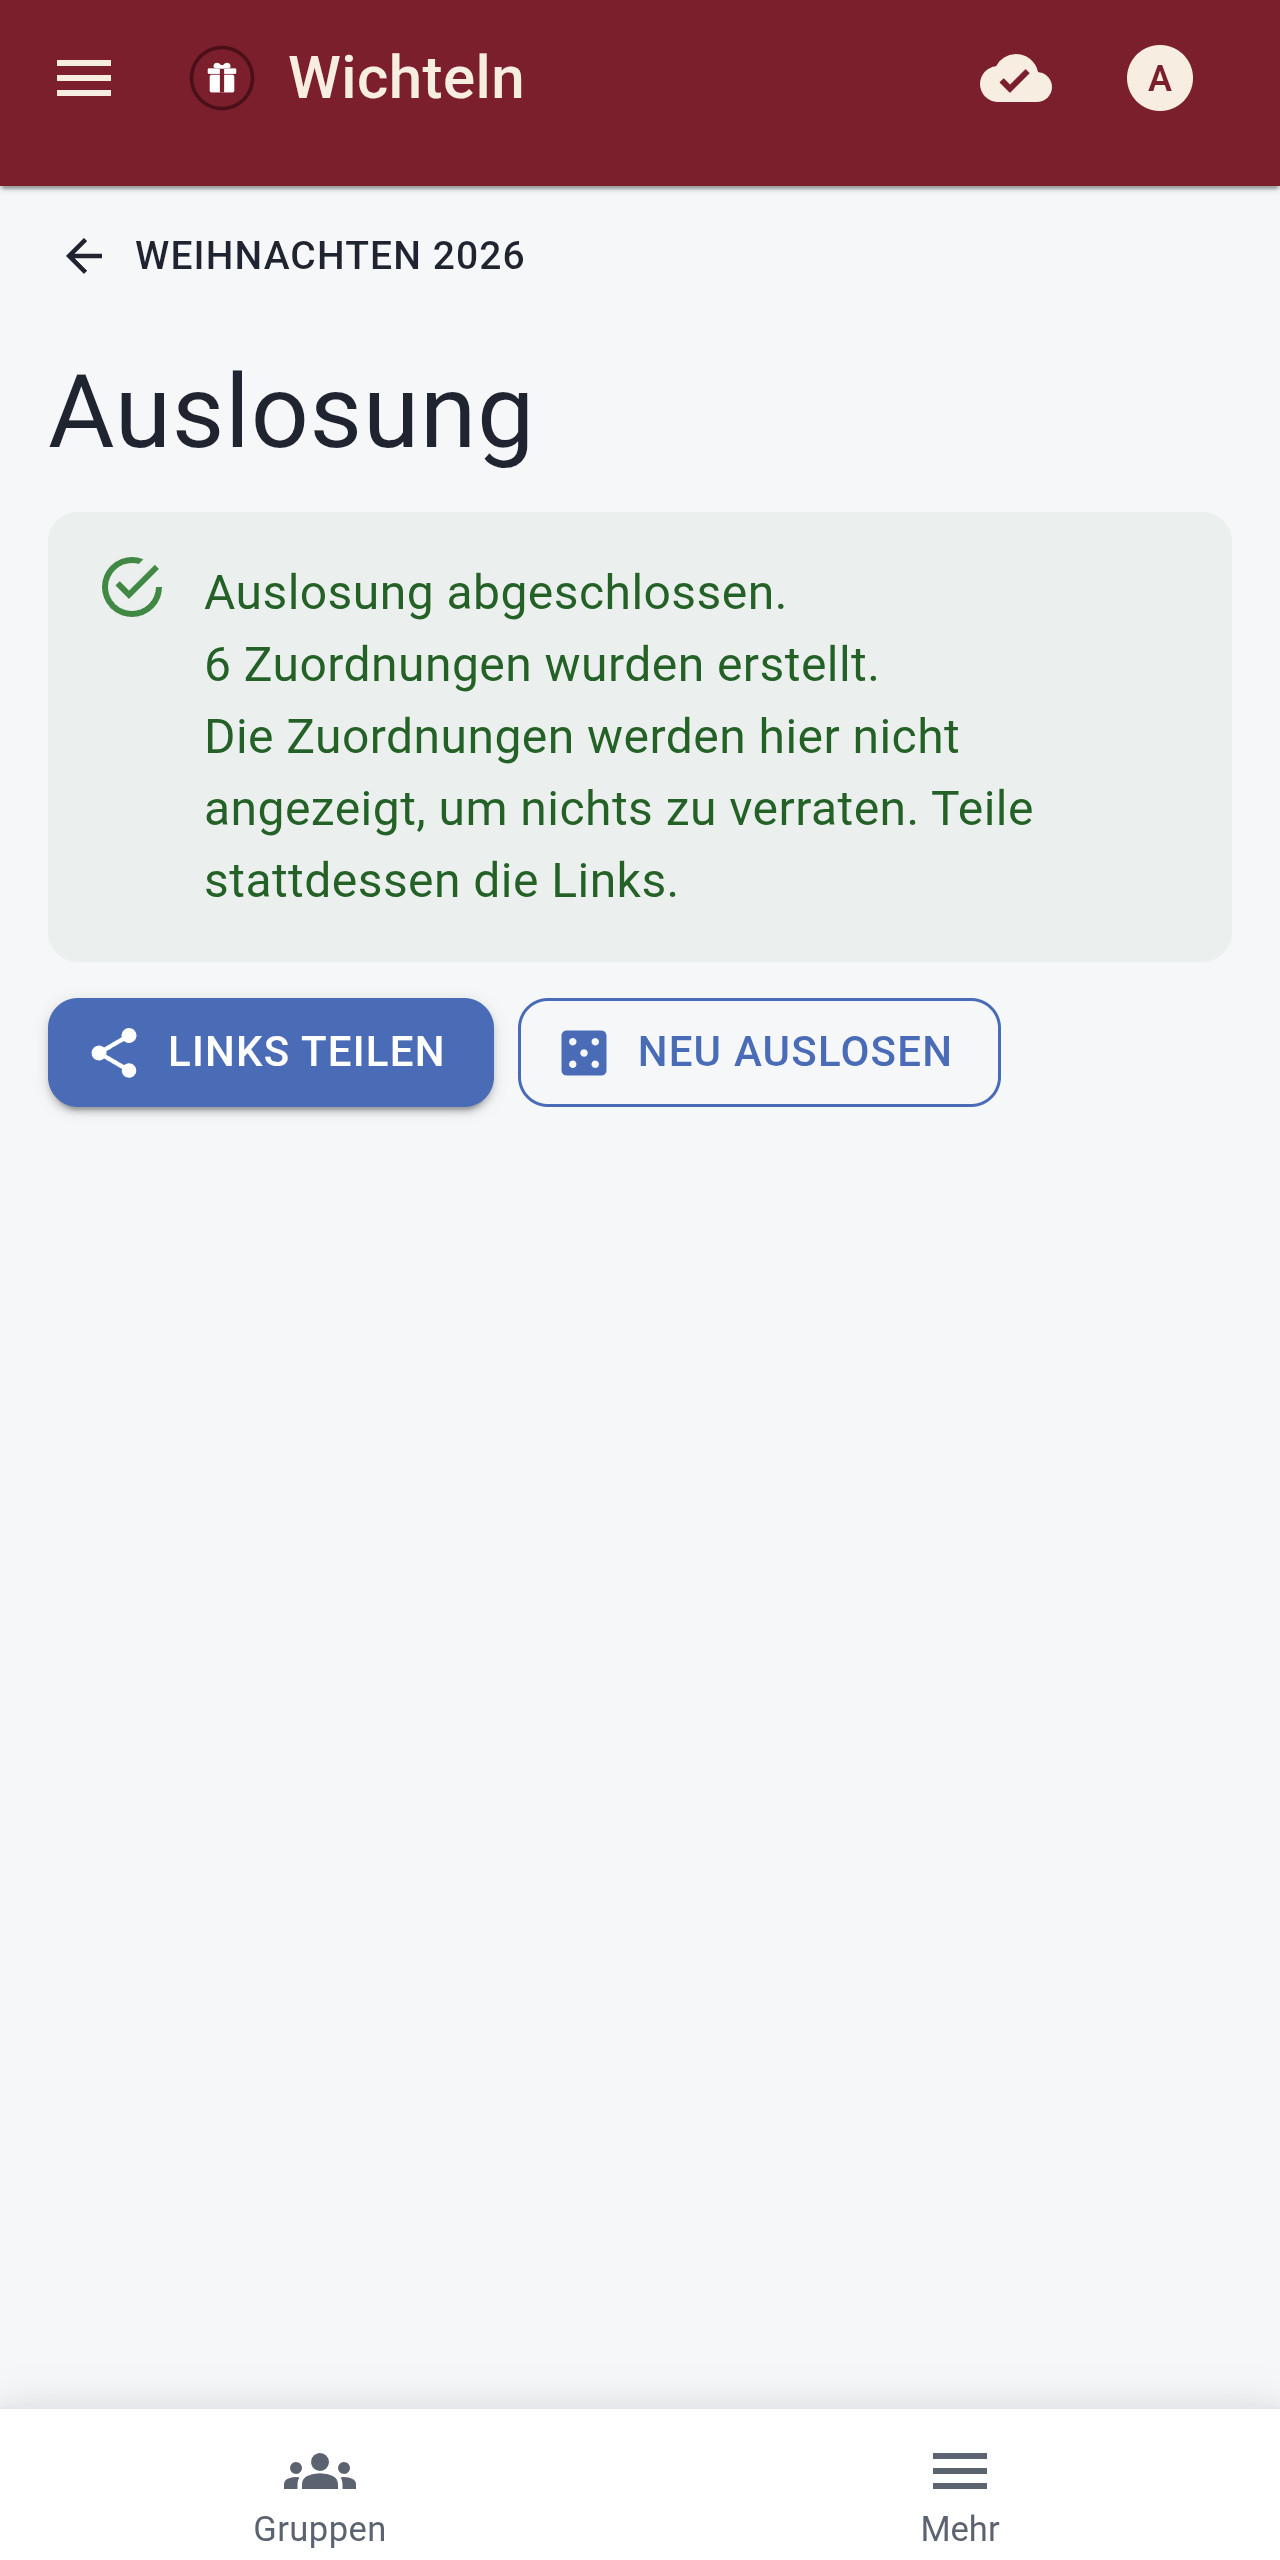 Wichteln
A
WEIHNACHTEN 2026
Auslosung
Auslosung abgeschlossen.
6 Zuordnungen wurden erstellt.
Die Zuordnungen werden hier nicht
angezeigt, um nichts zu verraten. Teile
stattdessen die Links.
LINKS TEILEN
NEU AUSLOSEN
Gruppen
Mehr